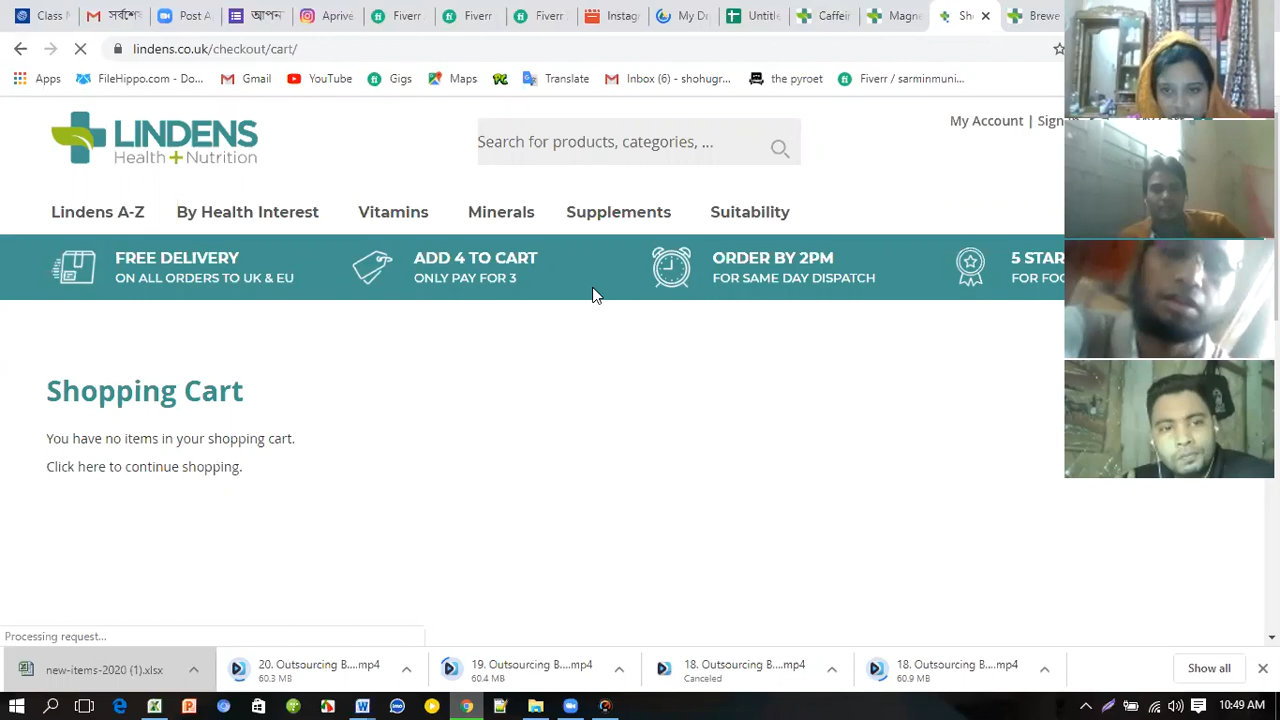 Class M
সর্বশেষ
Post A
আপন
Aprive
Fiverr
Fiverr
Fiverr
Instag
My Dr
Untitle
Caffei
Magn
Sho
Brewe
lindens.co.uk/checkout/cart/
Apps
FileHippo.com - Do...
Gmail
YouTube
Gigs
Maps
Translate
Inbox (6) - shohugr...
the pyroet
Fiverr / sarminmuni...
LINDENS
Health + Nutrition
Search for products, categories, ...
My Account | Sign
Lindens A-Z
By Health Interest
Vitamins
Minerals
Supplements
Suitability
FREE DELIVERY
ON ALL ORDERS TO UK & EU
ADD 4 TO CART
ONLY PAY FOR 3
ORDER BY 2PM
FOR SAME DAY DISPATCH
5 STAR
FOR FOO
Shopping Cart
You have no items in your shopping cart.
Click here to continue shopping.
Processing request...
new-items-2020 (1).xlsx
20. Outsourcing B....mp4
60.3 MB
19. Outsourcing B....mp4
60.4 MB
18. Outsourcing B....mp4
Canceled
18. Outsourcing B....mp4
60.9 MB
Show all
10:49 AM